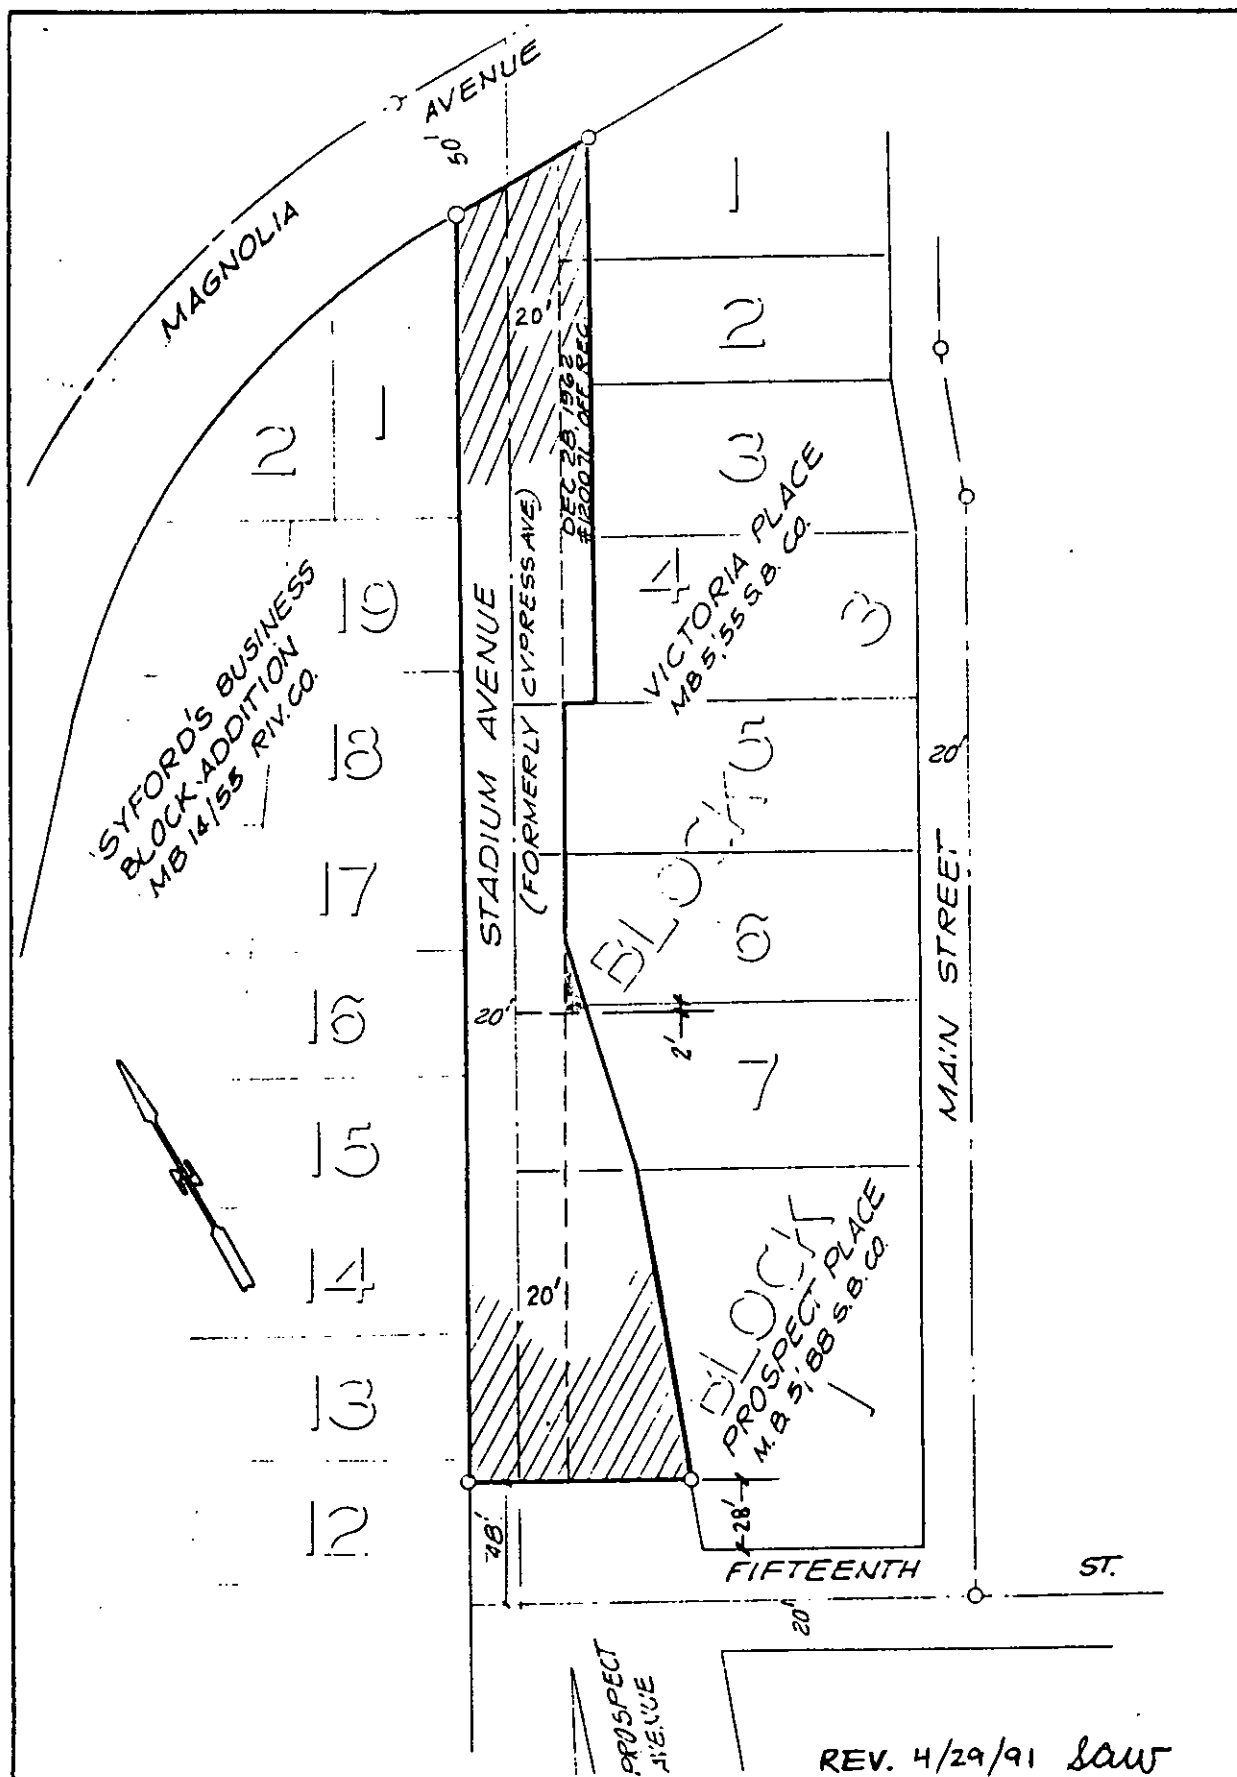 AVENUE
50'
MAGNOLIA
1
2
20'
DEC 28, 1962
#120071 OFF. REC.
2
1
3
VICTORIA PLACE
MB 5/55 S.B. CO.
4
3
SYFORD'S BUSINESS
BLOCK ADDITION
MB 14/55 RIV. CO.
19
18
17
16
15
14
13
12
STADIUM AVENUE
(FORMERLY CYPRESS AVE.)
5
BLOCK
6
20'
MAIN STREET
20'
2'
7
N
20'
BLOCK
1
PROSPECT PLACE
M.B. 5/88 S.B. CO.
48'
28'
FIFTEENTH ST.
20'
PROSPECT
AVENUE
REV. 4/29/91 saw